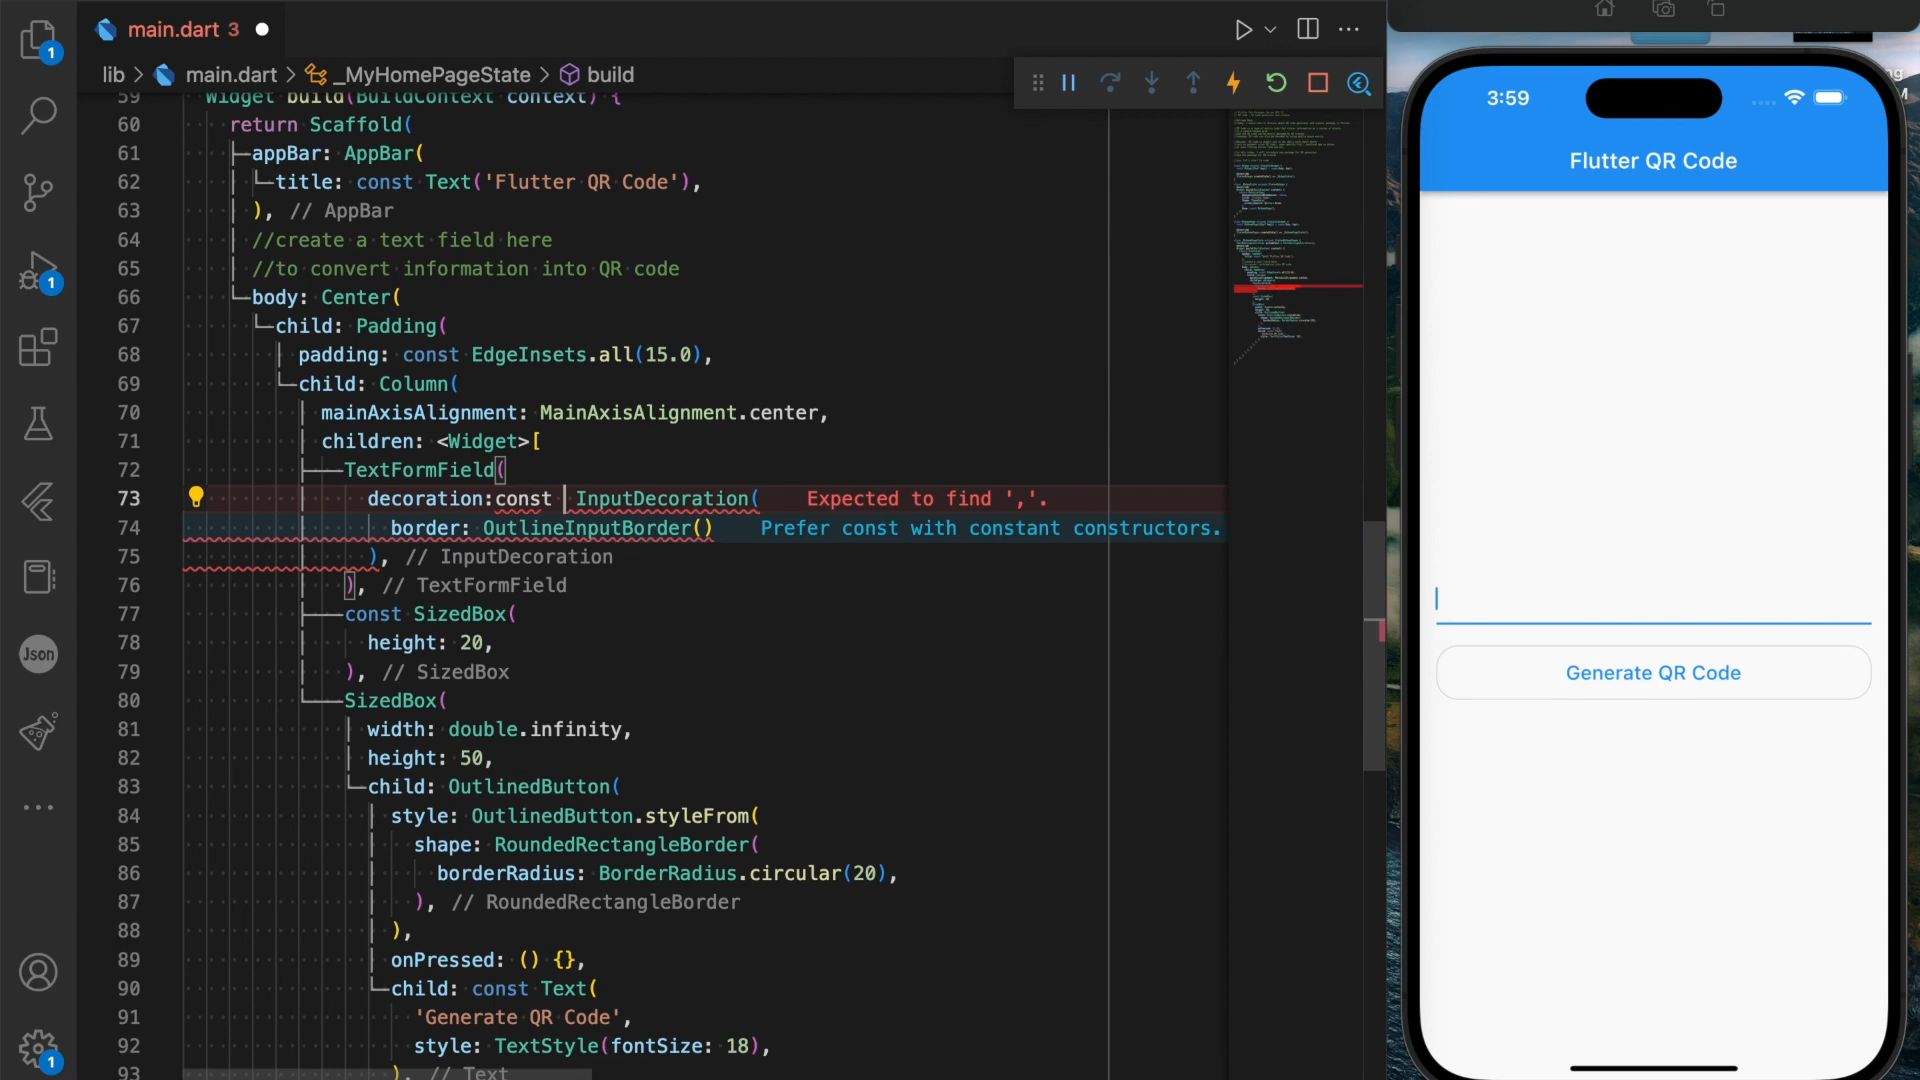 main.dart 3
lib > main.dart > _MyHomePageState > build
59 Widget build(BuildContext context) {
60 return Scaffold(
61 appBar: AppBar(
62 title: const Text('Flutter QR Code'),
63 ), // AppBar
64 //create a text field here
65 //to convert information into QR code
66 body: Center(
67 child: Padding(
68 padding: const EdgeInsets.all(15.0),
69 child: Column(
70 mainAxisAlignment: MainAxisAlignment.center,
71 children: <Widget>[
72 TextFormField(
73 decoration:const InputDecoration( Expected to find ','.
74 border: OutlineInputBorder() Prefer const with constant constructors.
75 ), // InputDecoration
76 ), // TextFormField
77 const SizedBox(
78 height: 20,
79 ), // SizedBox
80 SizedBox(
81 width: double.infinity,
82 height: 50,
83 child: OutlinedButton(
84 style: OutlinedButton.styleFrom(
85 shape: RoundedRectangleBorder(
86 borderRadius: BorderRadius.circular(20),
87 ), // RoundedRectangleBorder
88 ),
89 onPressed: () {},
90 child: const Text(
91 'Generate QR Code',
92 style: TextStyle(fontSize: 18),
93 ), // Text
1
1
Json
1
3:59
Flutter QR Code
Generate QR Code